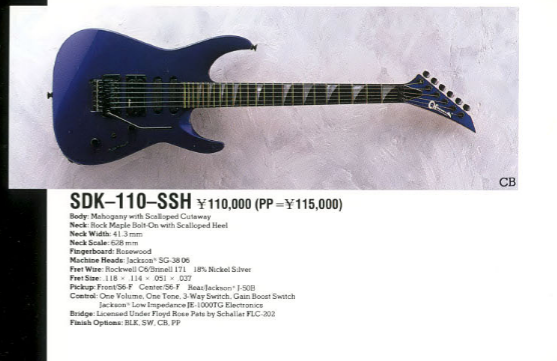 Charvel
CB
SDK–110–SSH ¥110,000 (PP=¥115,000)
Body: Mahogany with Scalloped Cutaway
Neck: Rock Maple Bolt-On with Scalloped Heel
Neck Width: 41.3 mm
Neck Scale: 628 mm
Fingerboard: Rosewood
Machine Heads: Jackson® SG-38 06
Fret Wire: Rockwell C6/Brinell 171 18% Nickel Silver
Fret Size: .118 × .114 × .051 × .037
Pickup: Front/S6-F Center/S6-F Rear/Jackson® J-50B
Control: One Volume, One Tone, 3-Way Switch, Gain Boost Switch
Jackson® Low Impedance JE-1000TG Electronics
Bridge: Licensed Under Floyd Rose Pats by Schaller FLC-202
Finish Options: BLK, SW, CB, PP